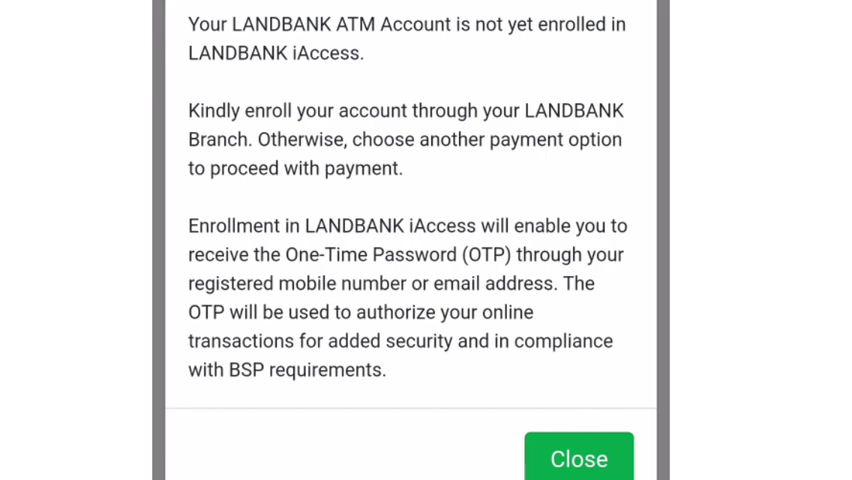 Your LANDBANK ATM Account is not yet enrolled in
LANDBANK iAccess.
Kindly enroll your account through your LANDBANK
Branch. Otherwise, choose another payment option
to proceed with payment.
Enrollment in LANDBANK iAccess will enable you to
receive the One-Time Password (OTP) through your
registered mobile number or email address. The
OTP will be used to authorize your online
transactions for added security and in compliance
with BSP requirements.
Close